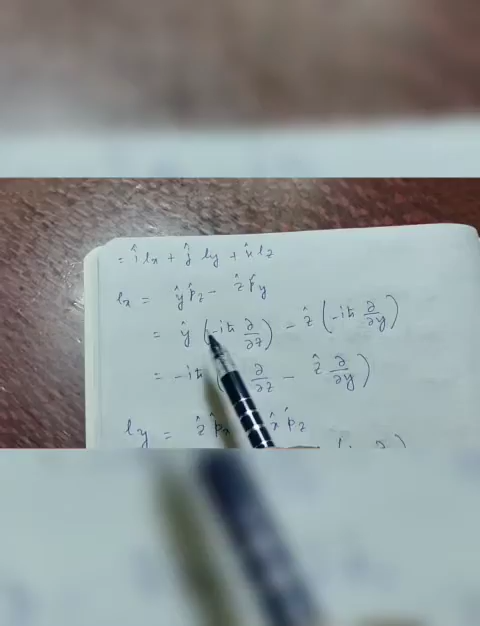 = î lx + ĵ ly + k̂ lz
lx = ŷ p̂z - ẑ p̂y
= ŷ (-iħ ∂/∂z) - ẑ (-iħ ∂/∂y)
= -iħ ( ∂/∂z - ẑ ∂/∂y)
ly = ẑ p̂x x̂ p̂z